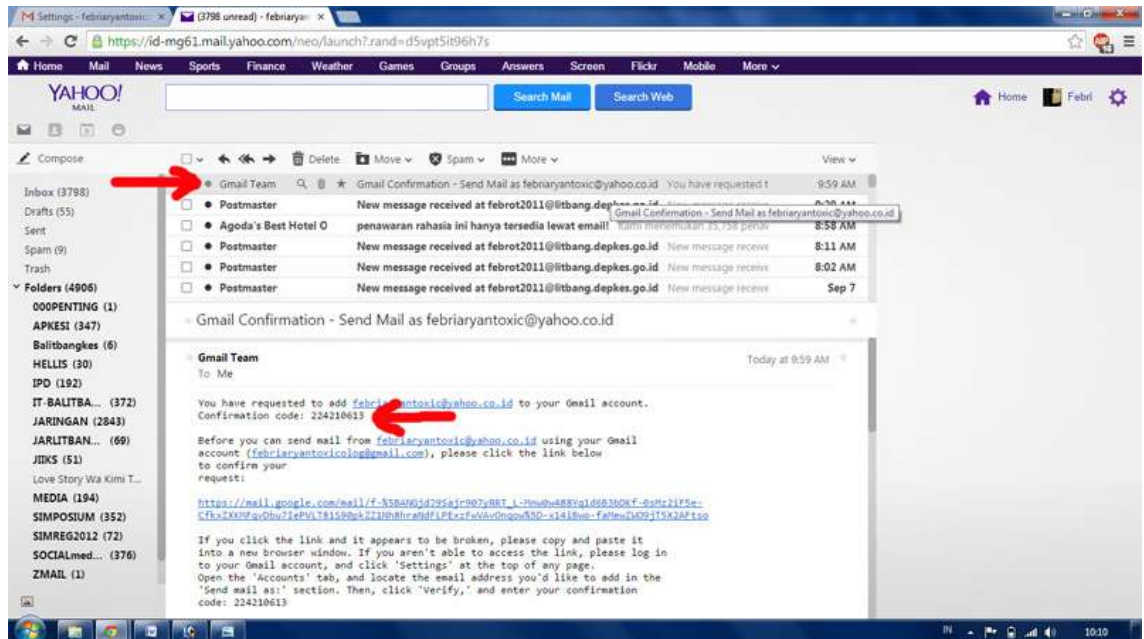 Settings - febriaryantoxic
(3798 unread) - febriaryan
https://id-mg61.mail.yahoo.com/neo/launch?.rand=d5vpt5it96h7s
Home Mail News Sports Finance Weather Games Groups Answers Screen Flickr Mobile More
YAHOO!
MAIL
Search Mail
Search Web
Home
Febri
Compose
Delete Move Spam More View
Inbox (3798)
Drafts (55)
Sent
Spam (9)
Trash
Folders (4906)
000PENTING (1)
APKESI (347)
Balitbangkes (6)
HELLIS (30)
IPD (192)
IT-BALITBA... (372)
JARINGAN (2843)
JARLITBAN... (69)
JIIKS (51)
Love Story Wa Kimi T...
MEDIA (194)
SIMPOSIUM (352)
SIMREG2012 (72)
SOCIALmed... (376)
ZMAIL (1)
Gmail Team Gmail Confirmation - Send Mail as febriaryantoxic@yahoo.co.id You have requested t 9:59 AM
Postmaster New message received at febrot2011@litbang.depkes.go.id New message receive
Gmail Confirmation - Send Mail as febriaryantoxic@yahoo.co.id
Agoda's Best Hotel O penawaran rahasia ini hanya tersedia lewat email! Kami menemukan 35,758 penav 8:58 AM
Postmaster New message received at febrot2011@litbang.depkes.go.id New message receive 8:11 AM
Postmaster New message received at febrot2011@litbang.depkes.go.id New message receive 8:02 AM
Postmaster New message received at febrot2011@litbang.depkes.go.id New message receive Sep 7
Gmail Confirmation - Send Mail as febriaryantoxic@yahoo.co.id
Gmail Team Today at 9:59 AM
To Me
You have requested to add febriaryantoxic@yahoo.co.id to your Gmail account.
Confirmation code: 224210613
Before you can send mail from febriaryantoxic@yahoo.co.id using your Gmail
account (febriaryantoxicolog@gmail.com), please click the link below
to confirm your
request:
If you click the link and it appears to be broken, please copy and paste it
into a new browser window. If you aren't able to access the link, please log in
to your Gmail account, and click 'Settings' at the top of any page.
Open the 'Accounts' tab, and locate the email address you'd like to add in the
'Send mail as:' section. Then, click 'Verify,' and enter your confirmation
code: 224210613
IN
10:10